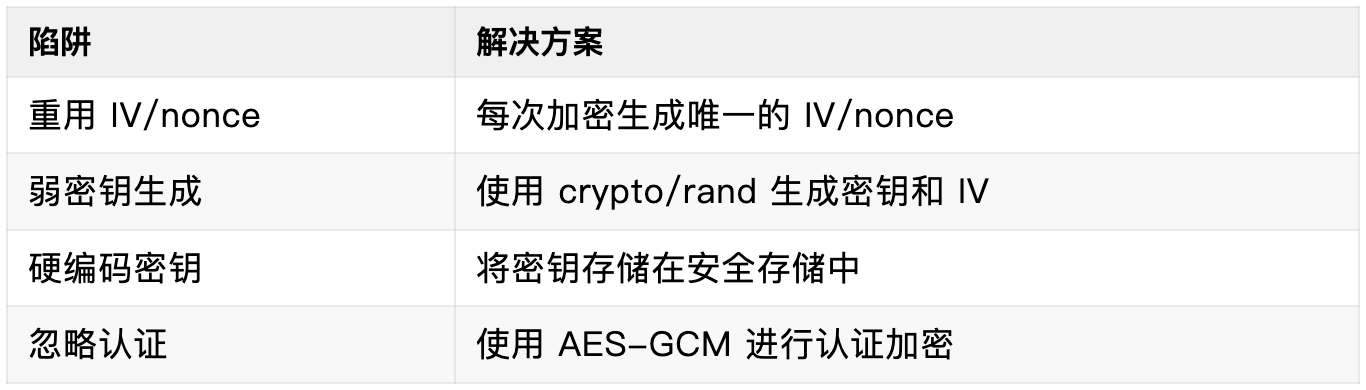 陷阱 解决方案
重用 IV/nonce 每次加密生成唯一的 IV/nonce
弱密钥生成 使用 crypto/rand 生成密钥和 IV
硬编码密钥 将密钥存储在安全存储中
忽略认证 使用 AES-GCM 进行认证加密